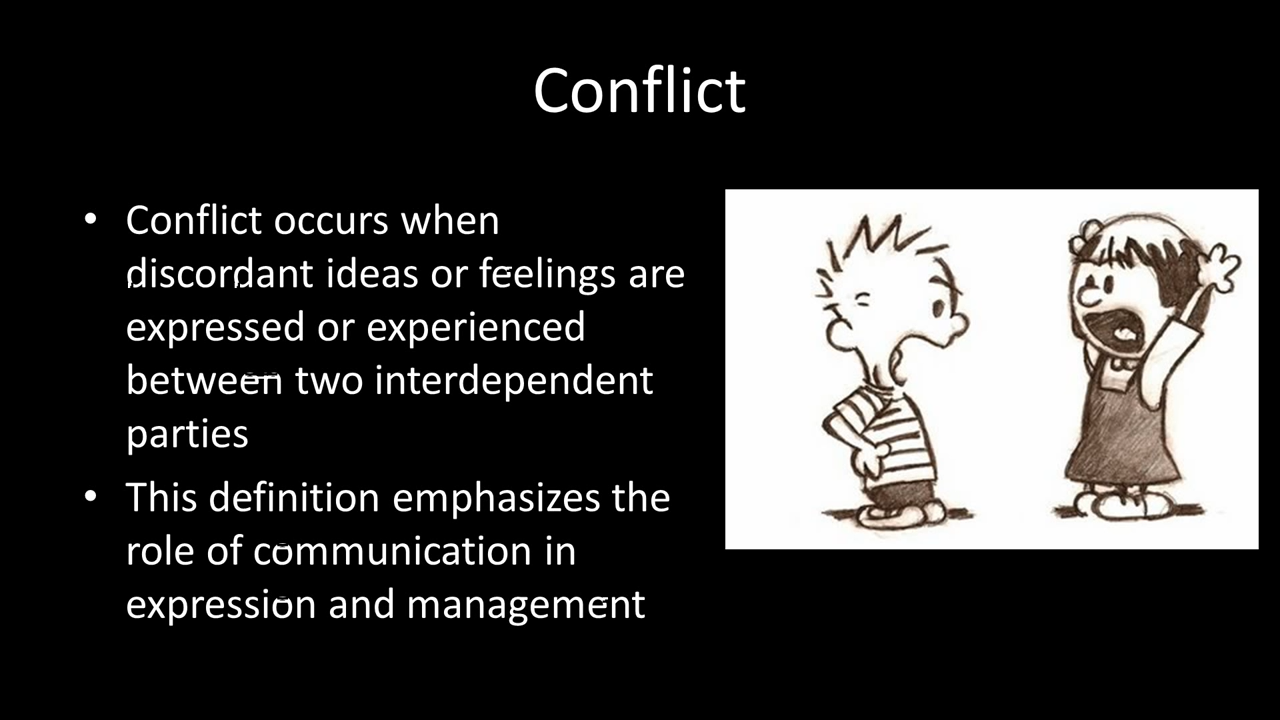 Conflict
• Conflict occurs when
discordant ideas or feelings are
expressed or experienced
between two interdependent
parties
• This definition emphasizes the
role of communication in
expression and management